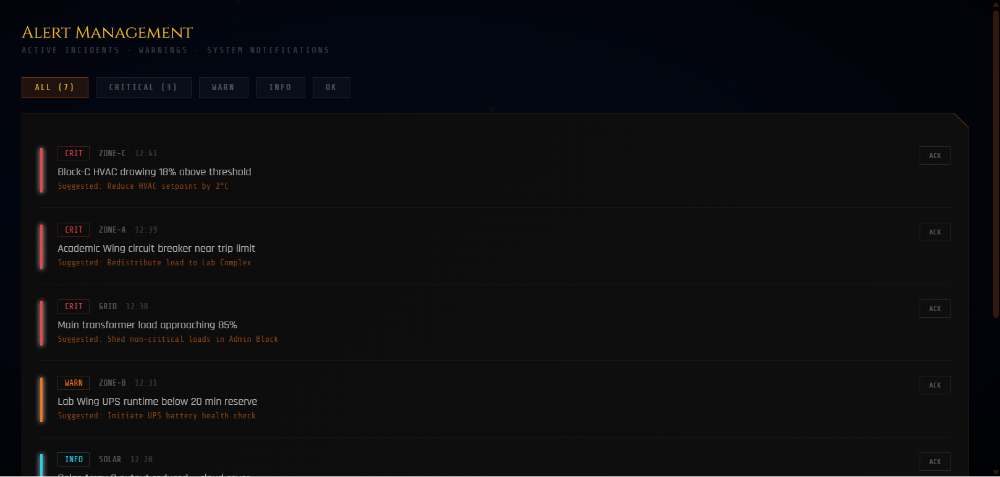 Alert Management
ACTIVE INCIDENTS · WARNINGS · SYSTEM NOTIFICATIONS
ALL (7) CRITICAL (3) WARN INFO OK
CRIT ZONE-C 12:41 ACK
Block-C HVAC drawing 18% above threshold
Suggested: Reduce HVAC setpoint by 2°C
CRIT ZONE-A 12:39 ACK
Academic Wing circuit breaker near trip limit
Suggested: Redistribute load to Lab Complex
CRIT GRID 12:38 ACK
Main transformer load approaching 85%
Suggested: Shed non-critical loads in Admin Block
WARN ZONE-B 12:31 ACK
Lab Wing UPS runtime below 20 min reserve
Suggested: Initiate UPS battery health check
INFO SOLAR 12:20 ACK